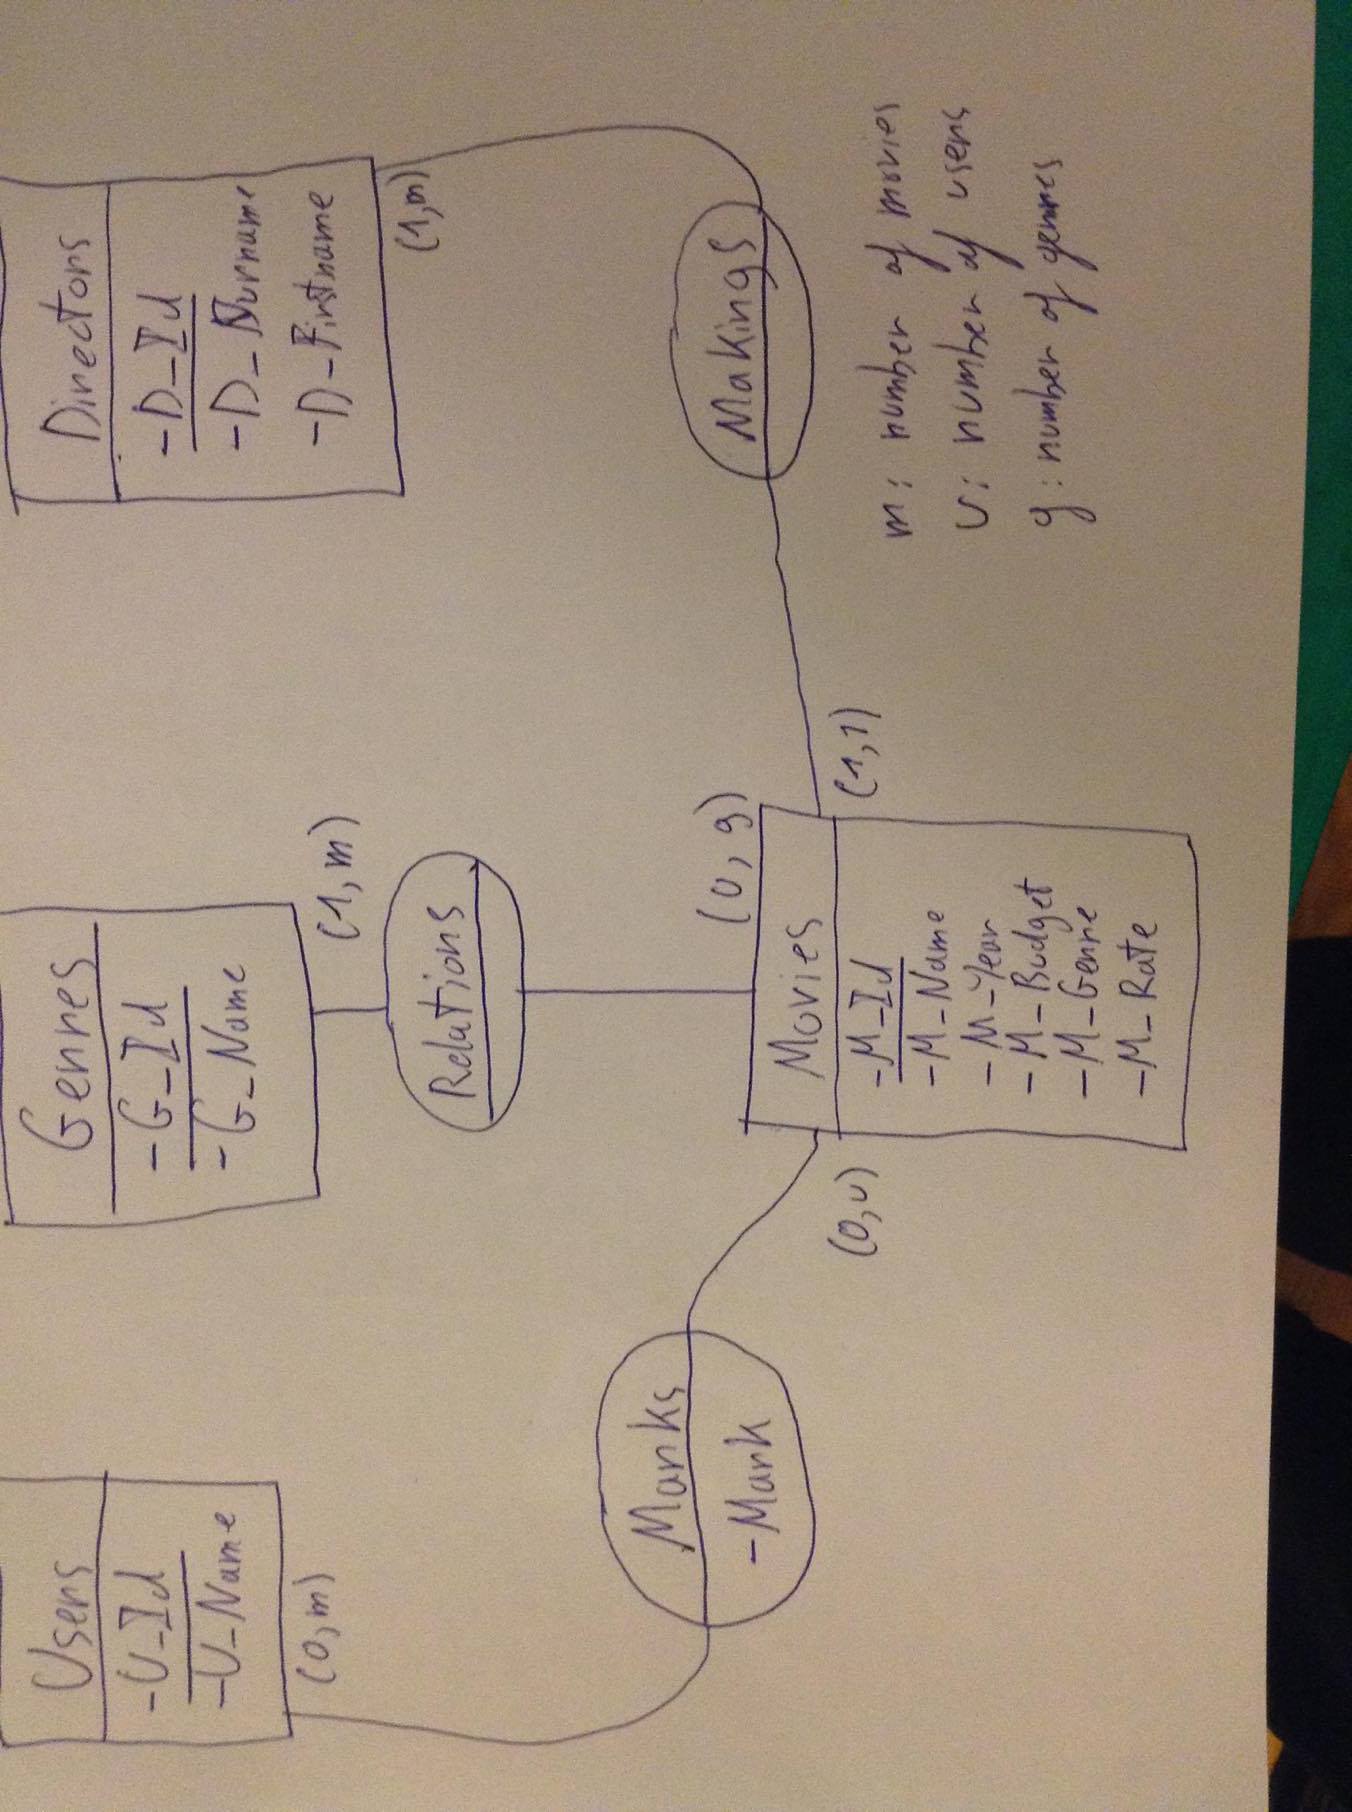 Users
-U_Id
-U_Name
(0,m)
Genres
-G_Id
-G_Name
(1,m)
Directors
-D_Id
-D_Surname
-D_Firstname
(1,m)
Relations
Marks
-Mark
Makings
(0,g)
(0,u)
(1,1)
Movies
-M_Id
-M_Name
-M_Year
-M_Budget
-M_Genre
-M_Rate
m: number of movies
u: number of users
g: number of genres